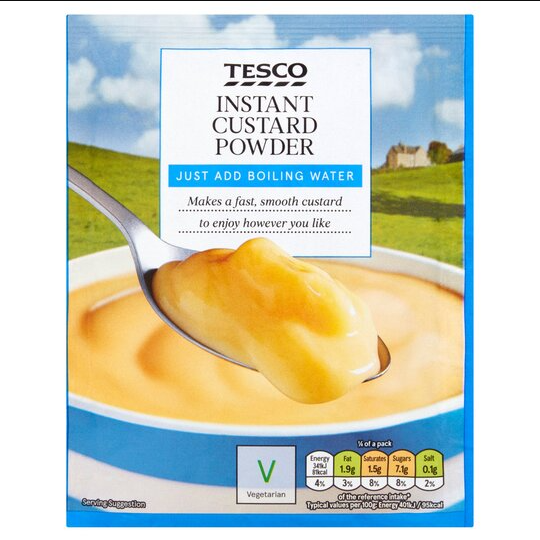 TESCO
INSTANT
CUSTARD
POWDER
JUST ADD BOILING WATER
Makes a fast, smooth custard
to enjoy however you like
¼ of a pack
Energy 341kJ 81kcal 4%
Fat 1.9g 3%
Saturates 1.5g 8%
Sugars 7.1g 8%
Salt 0.1g 2%
of the reference intake*
Typical values per 100g: Energy 401kJ / 95kcal
V
Vegetarian
Serving Suggestion